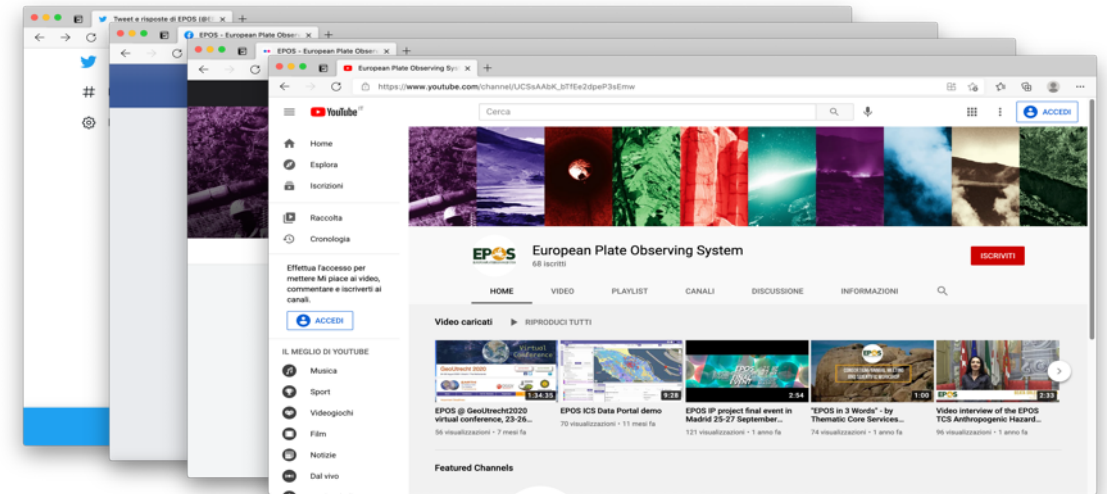 Tweet e risposte di EPOS (@E
EPOS - European Plate Obser
EPOS - European Plate Obser
European Plate Observing Sys
https://www.youtube.com/channel/UCSsAAbK_bTfEe2dpeP3sEmw
YouTube IT
Cerca
ACCEDI
Home
Esplora
Iscrizioni
Raccolta
Cronologia
Effettua l'accesso per
mettere Mi piace ai video,
commentare e iscriverti ai
canali.
ACCEDI
IL MEGLIO DI YOUTUBE
Musica
Sport
Videogiochi
Film
Notizie
Dal vivo
EPOS
European Plate Observing System
68 iscritti
ISCRIVITI
HOME VIDEO PLAYLIST CANALI DISCUSSIONE INFORMAZIONI
Video caricati RIPRODUCI TUTTI
Virtual
Conference
GeoUtrecht 2020
1:34:35
9:28
2:54
EPOS
1:00
EPOS
2:33
EPOS @ GeoUtrecht2020
virtual conference, 23-26...
56 visualizzazioni • 7 mesi fa
EPOS ICS Data Portal demo
70 visualizzazioni • 11 mesi fa
EPOS IP project final event in
Madrid 25-27 September...
121 visualizzazioni • 1 anno fa
"EPOS in 3 Words" - by
Thematic Core Services...
74 visualizzazioni • 1 anno fa
Video interview of the EPOS
TCS Anthropogenic Hazard...
96 visualizzazioni • 1 anno fa
Featured Channels